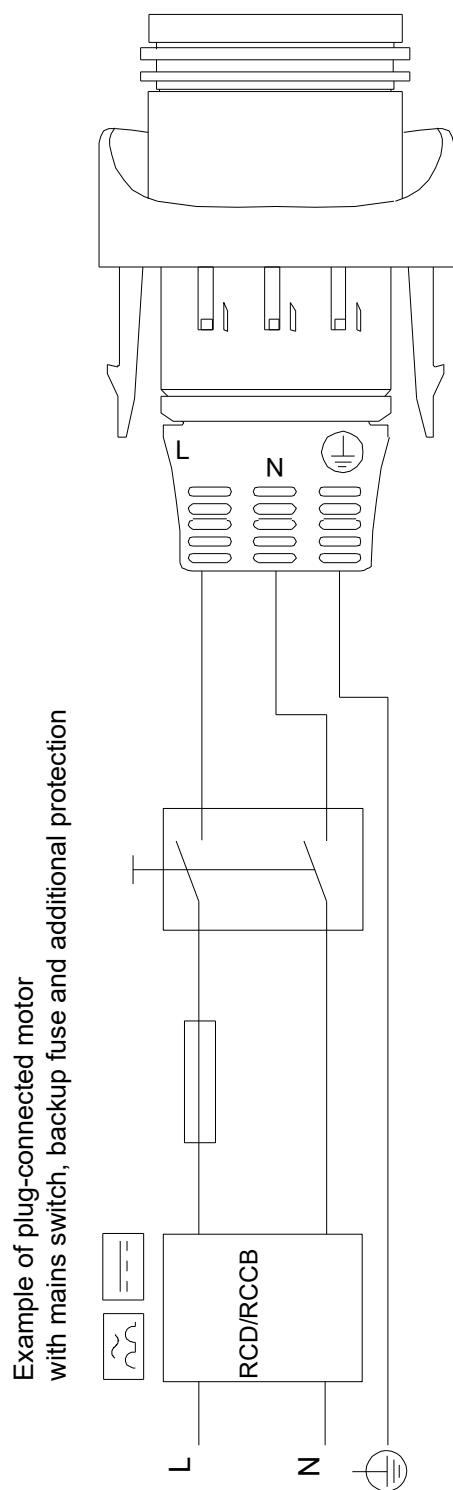 Example of plug-connected motor
with mains switch, backup fuse and additional protection
L
N
RCD/RCCB
L
N